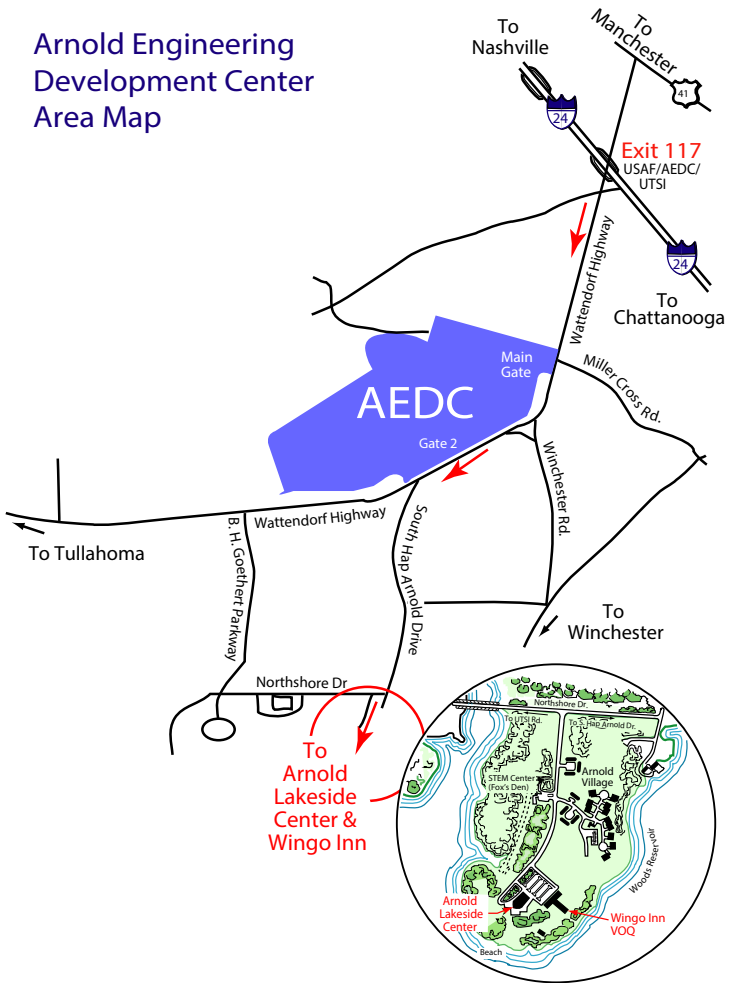 Arnold Engineering
Development Center
Area Map
To
Nashville
To
Manchester
41
24
Exit 117
USAF/AEDC/
UTSI
24
To
Chattanooga
Wattendorf Highway
Main
Gate
Miller Cross Rd.
AEDC
Gate 2
Winchester Rd.
Wattendorf Highway
South Hap Arnold Drive
B. H. Goethert Parkway
To Tullahoma
To
Winchester
Northshore Dr
To
Arnold
Lakeside
Center &
Wingo Inn
Northshore Dr.
To UTSI Rd.
To S. Hap Arnold Dr.
STEM Center
(Fox's Den)
Arnold
Village
Woods Reservoir
Arnold
Lakeside
Center
Wingo Inn
VOQ
Beach